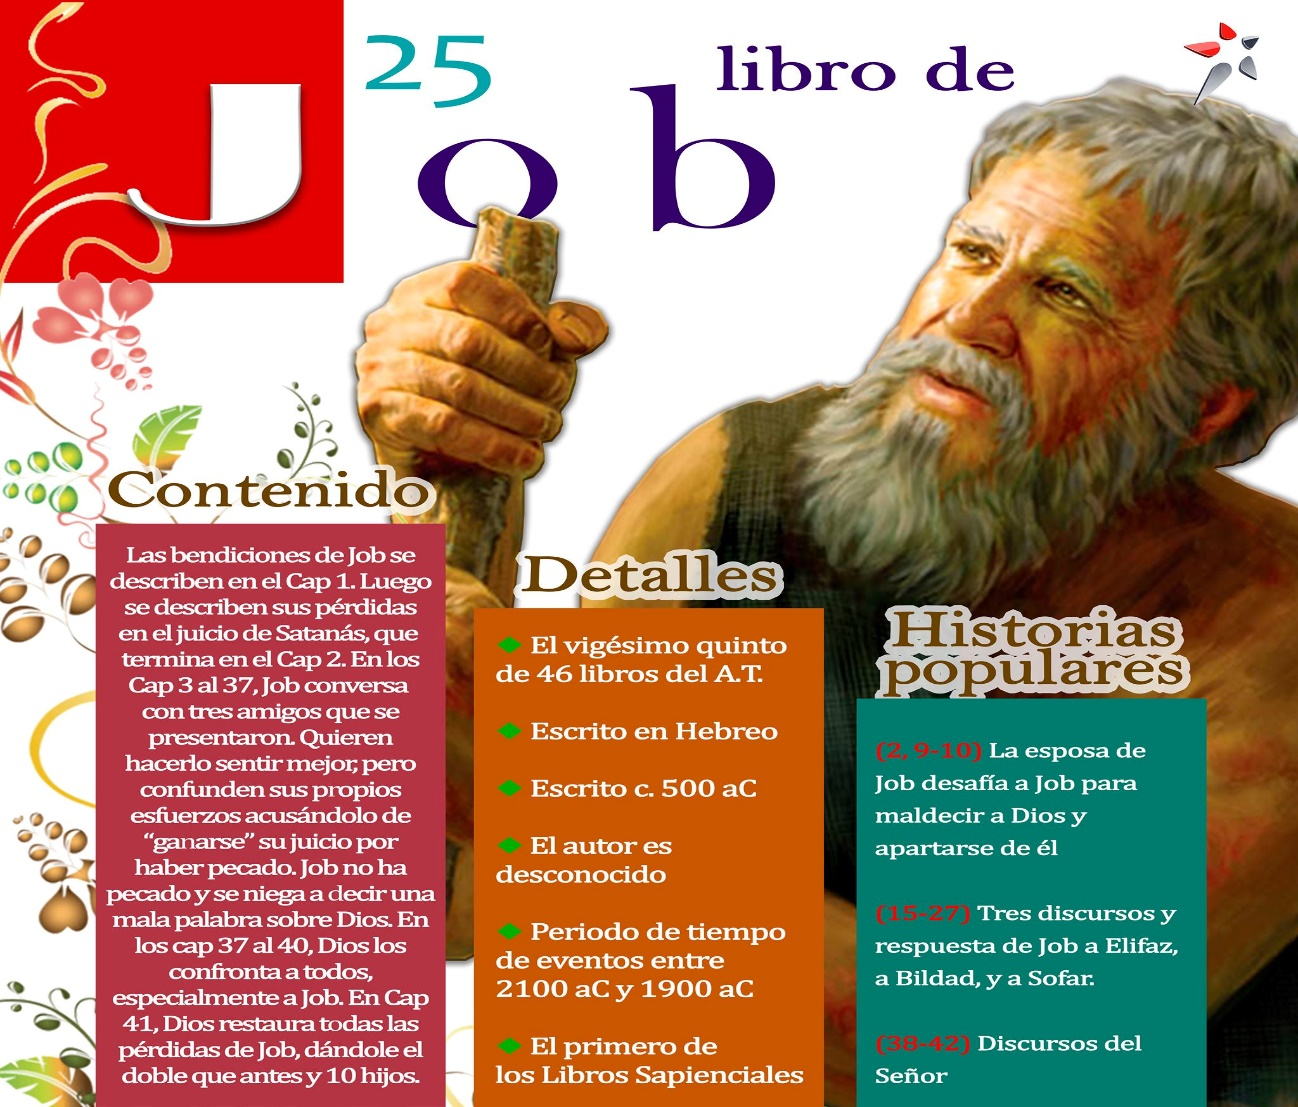 25
libro de
Job
Contenido
Las bendiciones de Job se
describen en el Cap 1. Luego
se describen sus pérdidas
en el juicio de Satanás, que
termina en el Cap 2. En los
Cap 3 al 37, Job conversa
con tres amigos que se
presentaron. Quieren
hacerlo sentir mejor, pero
confunden sus propios
esfuerzos acusándolo de
“ganarse” su juicio por
haber pecado. Job no ha
pecado y se niega a decir una
mala palabra sobre Dios. En
los cap 37 al 40, Dios los
confronta a todos,
especialmente a Job. En Cap
41, Dios restaura todas las
pérdidas de Job, dándole el
doble que antes y 10 hijos.
Detalles
El vigésimo quinto
de 46 libros del A.T.
Escrito en Hebreo
Escrito c. 500 aC
El autor es
desconocido
Periodo de tiempo
de eventos entre
2100 aC y 1900 aC
El primero de
los Libros Sapienciales
Historias
populares
(2, 9-10) La esposa de
Job desafía a Job para
maldecir a Dios y
apartarse de él
(15-27) Tres discursos y
respuesta de Job a Elifaz,
a Bildad, y a Sofar.
(38-42) Discursos del
Señor